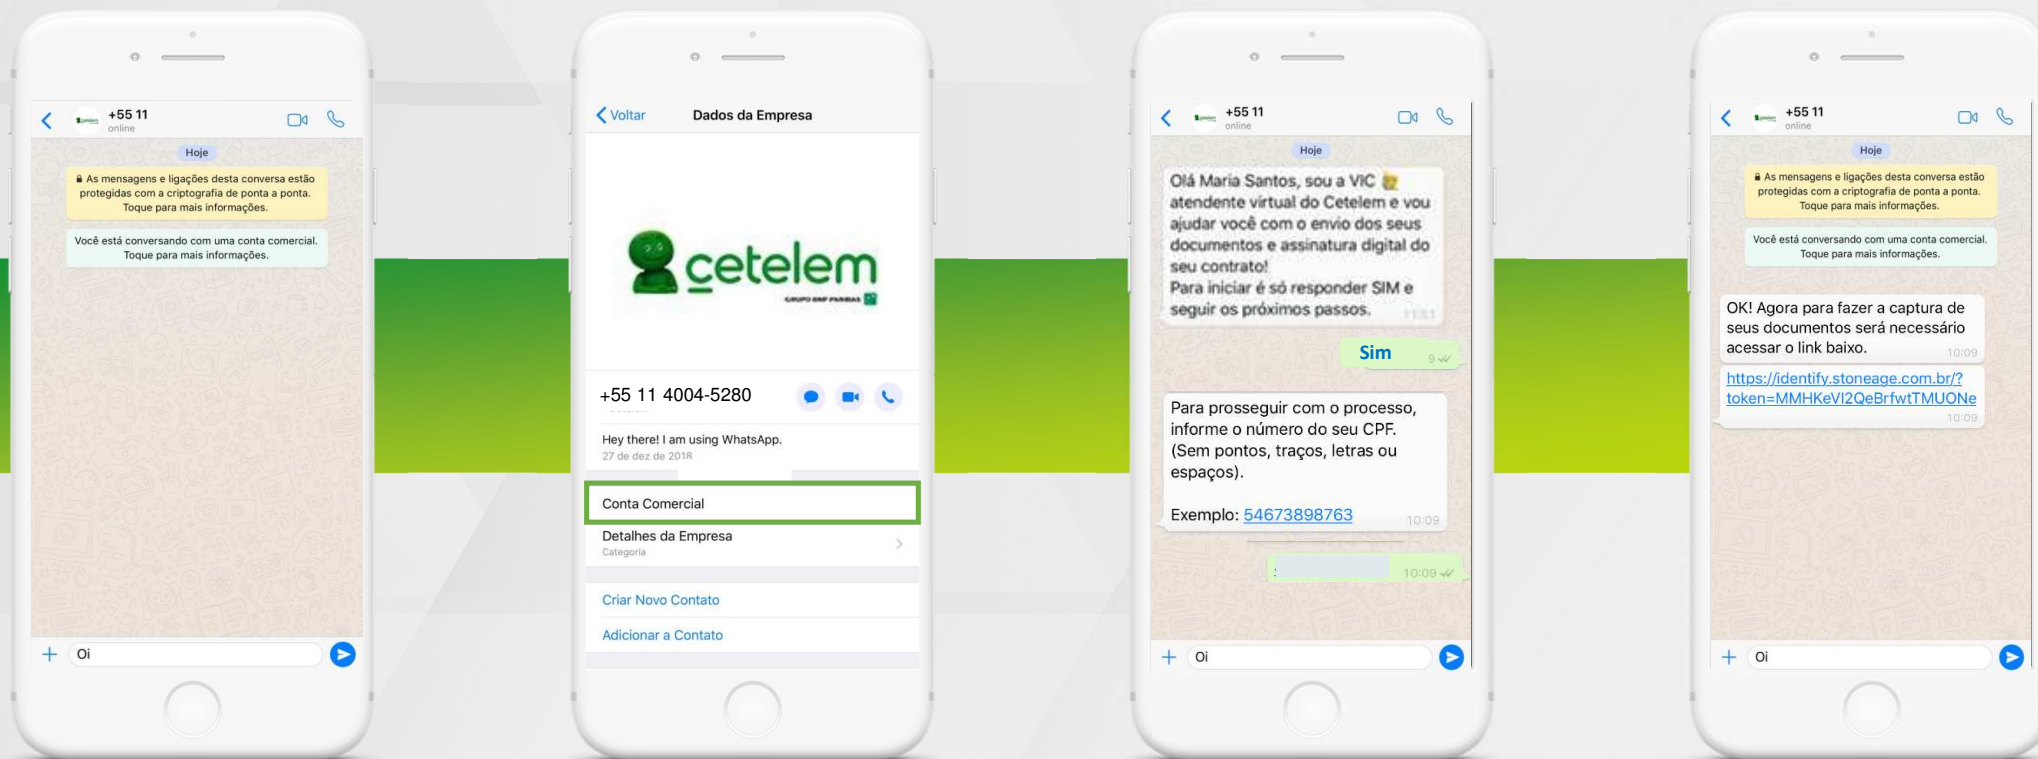 +55 11
online
Hoje
As mensagens e ligações desta conversa estão
protegidas com a criptografia de ponta a ponta.
Toque para mais informações.
Você está conversando com uma conta comercial.
Toque para mais informações.
Oi
Voltar
Dados da Empresa
cetelem
GRUPO BNP PARIBAS
+55 11 4004-5280
Hey there! I am using WhatsApp.
27 de dez de 2018
Conta Comercial
Detalhes da Empresa
Categoria
Criar Novo Contato
Adicionar a Contato
+55 11
online
Hoje
Olá Maria Santos, sou a VIC
atendente virtual do Cetelem e vou
ajudar você com o envio dos seus
documentos e assinatura digital do
seu contrato!
Para iniciar é só responder SIM e
seguir os próximos passos.
Sim
9
Para prosseguir com o processo,
informe o número do seu CPF.
(Sem pontos, traços, letras ou
espaços).
Exemplo: 54673898763
10:09
10:09
Oi
+55 11
online
Hoje
As mensagens e ligações desta conversa estão
protegidas com a criptografia de ponta a ponta.
Toque para mais informações.
Você está conversando com uma conta comercial.
Toque para mais informações.
OK! Agora para fazer a captura de
seus documentos será necessário
acessar o link baixo.
10:09
https://identify.stoneage.com.br/?
token=MMHKeVI2QeBrfwtTMUONe
10:09
Oi